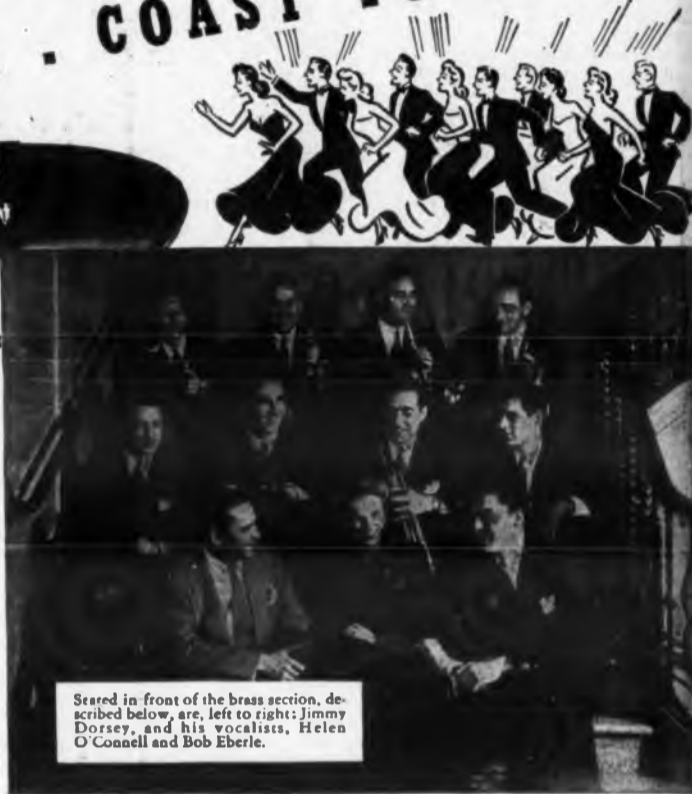 . COAST
Seated in front of the brass section, de-
scribed below, are, left to right: Jimmy
Dorsey, and his vocalists, Helen
O'Connell and Bob Eberle.